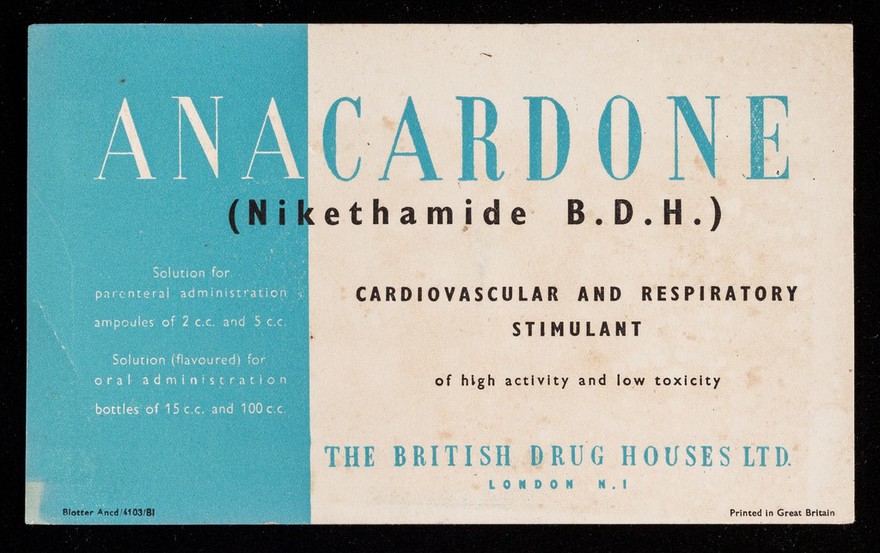 ANACARDONE
(Nikethamide B.D.H.)
Solution for
parenteral administration
ampoules of 2 c.c. and 5 c.c.
Solution (flavoured) for
oral administration
bottles of 15 c.c. and 100 c.c.
CARDIOVASCULAR AND RESPIRATORY
STIMULANT
of high activity and low toxicity
THE BRITISH DRUG HOUSES LTD.
LONDON N.1
Blotter Ancd/4103/BI
Printed in Great Britain